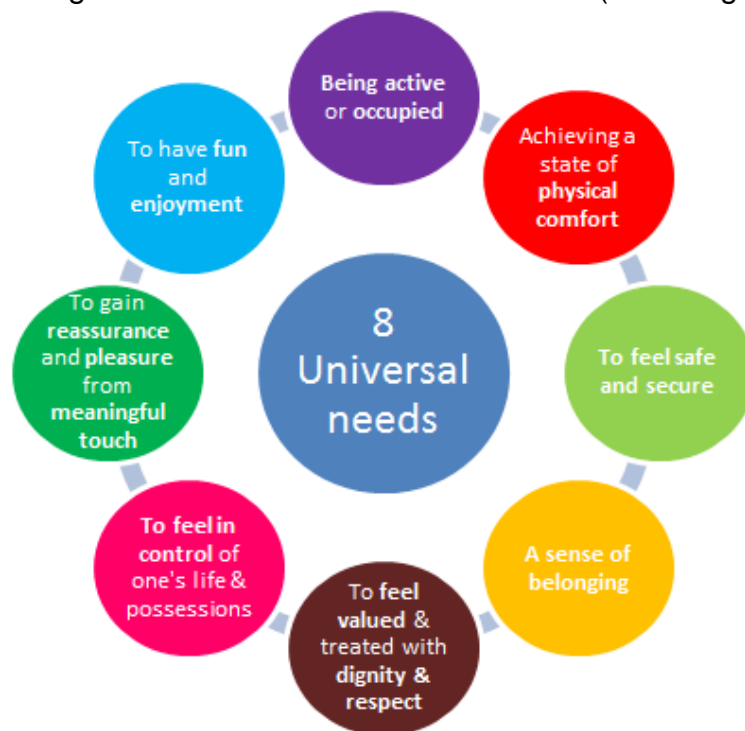 8
Universal
needs
Being active
or occupied
Achieving a
state of
physical
comfort
To feel safe
and secure
A sense of
belonging
To feel
valued &
treated with
dignity &
respect
To feel in
control of
one's life &
possessions
To gain
reassurance
and pleasure
from
meaningful
touch
To have fun
and
enjoyment